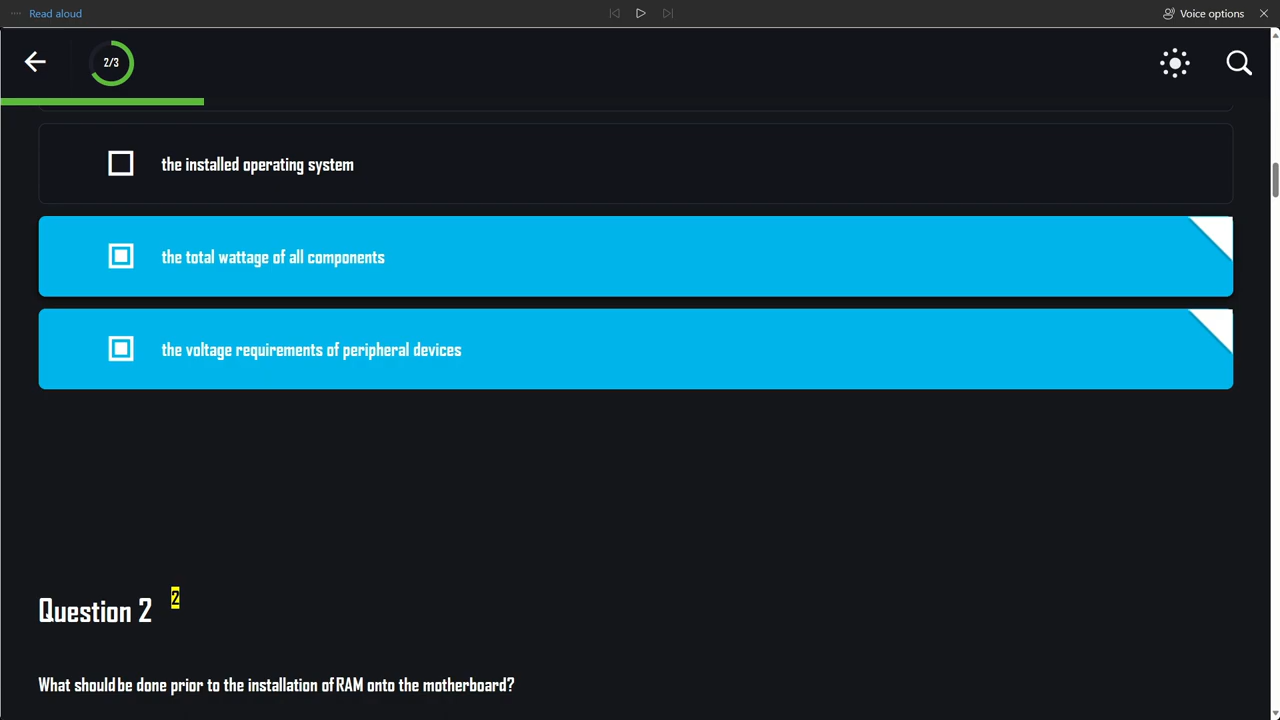 Read aloud
Voice options
2/3
the installed operating system
the total wattage of all components
the voltage requirements of peripheral devices
Question 2 2
What should be done prior to the installation of RAM onto the motherboard?